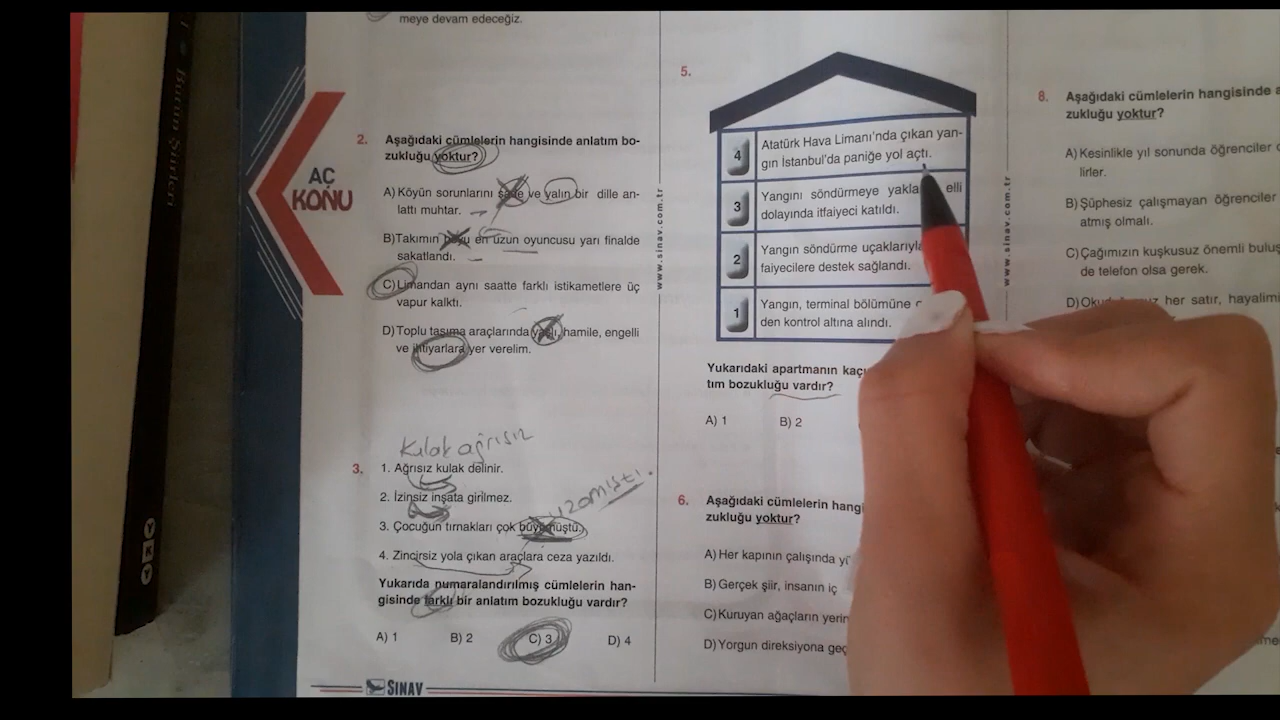 meye devam edeceğiz.
Burun Şiirleri
AÇ
KONU
2. Aşağıdaki cümlelerin hangisinde anlatım bo-
zukluğu yoktur?
A) Köyün sorunlarını sade ve yalın bir dille an-
lattı muhtar.
B) Takımın boyu en uzun oyuncusu yarı finalde
sakatlandı.
C) Limandan aynı saatte farklı istikametlere üç
vapur kalktı.
D) Toplu taşıma araçlarında yaşlı, hamile, engelli
ve ihtiyarlara yer verelim.
Kulak ağrısız
3. 1. Ağrısız kulak delinir.
2. İzinsiz inşata girilmez.
uzamıştı.
3. Çocuğun tırnakları çok büyümüştü.
4. Zincirsiz yola çıkan araçlara ceza yazıldı.
Yukarıda numaralandırılmış cümlelerin han-
gisinde farklı bir anlatım bozukluğu vardır?
A) 1 B) 2 C) 3 D) 4
SINAV
www.sinav.com.tr
5.
4 Atatürk Hava Limanı'nda çıkan yan-
gın İstanbul'da paniğe yol açtı.
3 Yangını söndürmeye elli
dolayında itfaiyeci katıldı.
2 Yangın söndürme
faiyecilere destek sağlandı.
1 Yangın, terminal bölümüne
den kontrol altına alındı.
Yukarıdaki apartmanın
tım bozukluğu vardır?
A) 1 B) 2
6. Aşağıdaki cümlelerin
zukluğu yoktur?
A) Her kapının çalışında
B) Gerçek şiir, insanın iç
C) Kuruyan ağaçların
D) Yorgun direksiyona
www.sinav.com.tr
8. Aşağıdaki cümlelerin hangisinde a
zukluğu yoktur?
A) Kesinlikle yıl sonunda öğrenciler
lirler.
B) Şüphesiz çalışmayan öğrenciler
atmış olmalı.
C) Çağımızın kuşkusuz önemli
de telefon olsa gerek.
D) her satır,